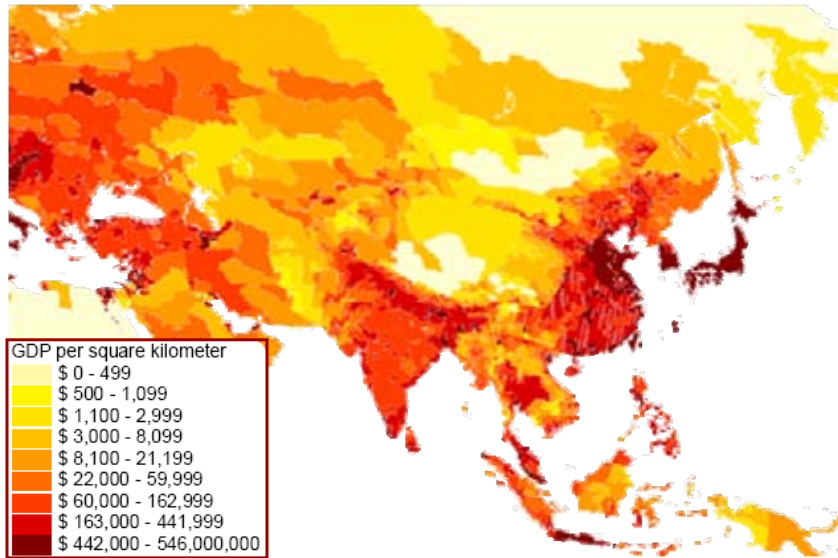 GDP per square kilometer
$ 0 - 499
$ 500 - 1,099
$ 1,100 - 2,999
$ 3,000 - 8,099
$ 8,100 - 21,199
$ 22,000 - 59,999
$ 60,000 - 162,999
$ 163,000 - 441,999
$ 442,000 - 546,000,000